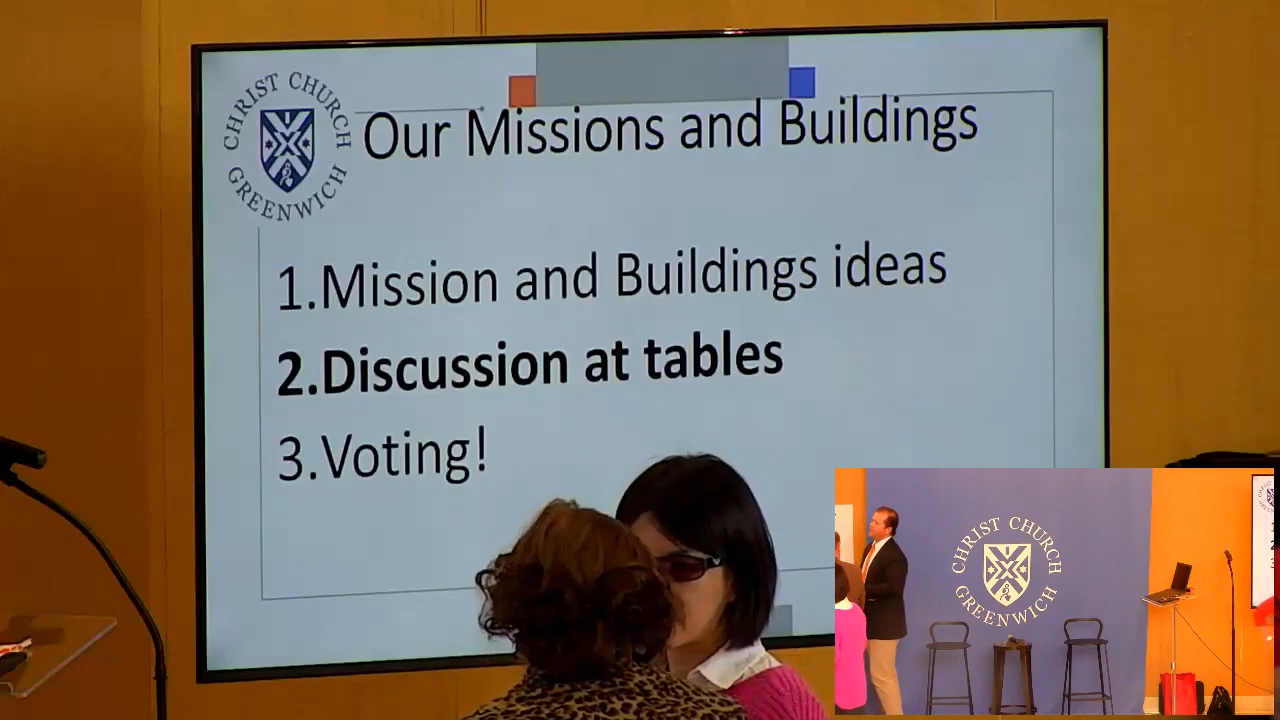 CHRIST CHURCH
GREENWICH
Our Missions and Buildings
1.Mission and Buildings ideas
2.Discussion at tables
3.Voting!
CHRIST CHURCH
GREENWICH